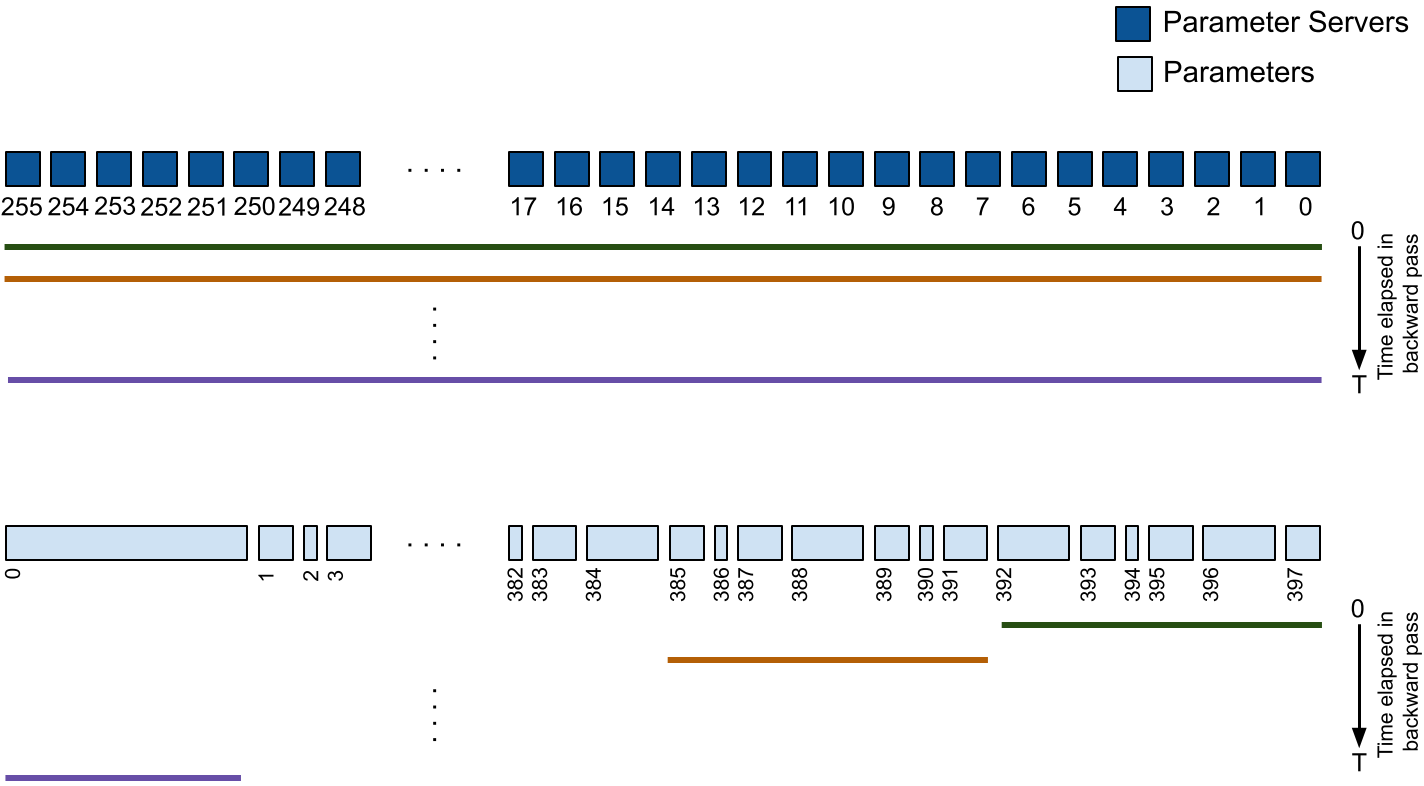 Parameter Servers
Parameters
. . . .
255 254 253 252 251 250 249 248 17 16 15 14 13 12 11 10 9 8 7 6 5 4 3 2 1 0
0
Time elapsed in
backward pass
T
. . . .
. . . .
0 1 2 3 382 383 384 385 386 387 388 389 390 391 392 393 394 395 396 397
0
Time elapsed in
backward pass
T
. . . .